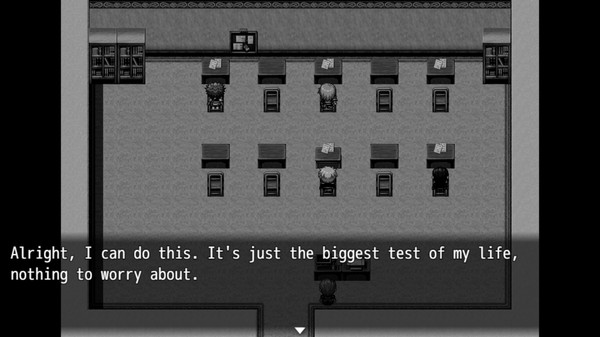 Alright, I can do this. It's just the biggest test of my life,
nothing to worry about.